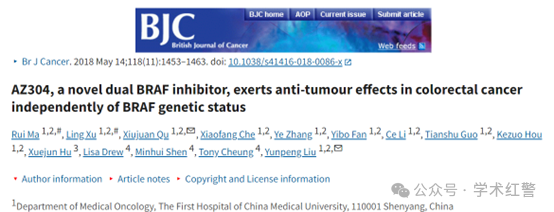 BJC
British Journal of Cancer
BJC home
AOP
Current issue
Submit article
Web feeds
Br J Cancer. 2018 May 14;118(11):1453–1463. doi: 10.1038/s41416-018-0086-x
AZ304, a novel dual BRAF inhibitor, exerts anti-tumour effects in colorectal cancer
independently of BRAF genetic status
Rui Ma 1,2,#, Ling Xu 1,2,#, Xiujuan Qu 1,2,✉, Xiaofang Che 1,2, Ye Zhang 1,2, Yibo Fan 1,2, Ce Li 1,2, Tianshu Guo 1,2, Kezuo Hou
1,2, Xuejun Hu 3, Lisa Drew 4, Minhui Shen 4, Tony Cheung 4, Yunpeng Liu 1,2,✉
Author information Article notes Copyright and License information
公众号 · 学术红警
1Department of Medical Oncology, The First Hospital of China Medical University, 110001 Shenyang, China